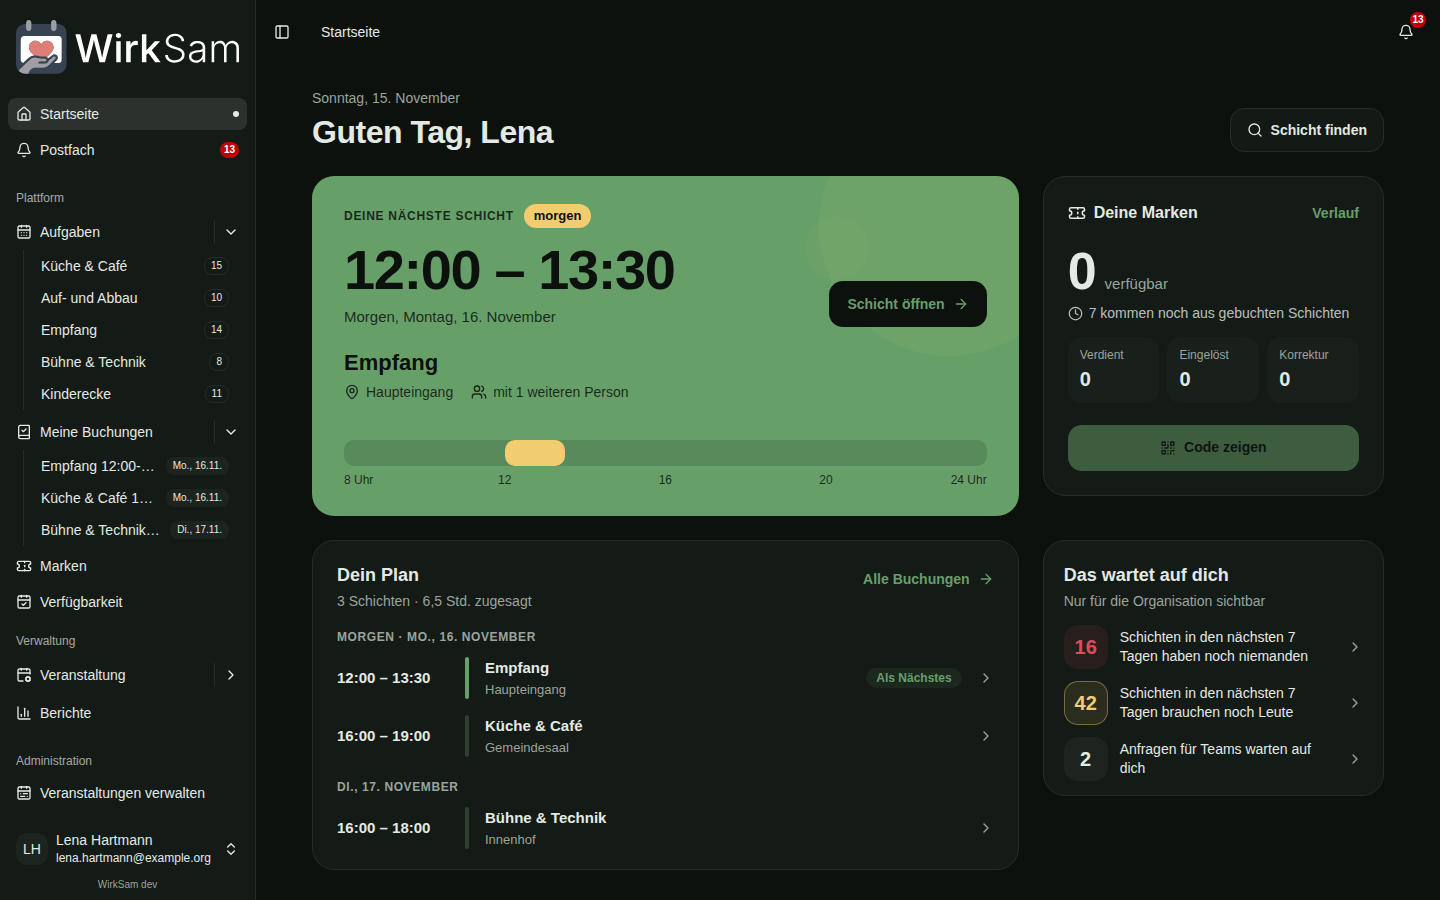 WirkSam
Startseite
Postfach
13
Plattform
Aufgaben
Küche & Café
15
Auf- und Abbau
10
Empfang
14
Bühne & Technik
8
Kinderecke
11
Meine Buchungen
Empfang 12:00-…
Mo., 16.11.
Küche & Café 1…
Mo., 16.11.
Bühne & Technik…
Di., 17.11.
Marken
Verfügbarkeit
Verwaltung
Veranstaltung
Berichte
Administration
Veranstaltungen verwalten
LH
Lena Hartmann
lena.hartmann@example.org
WirkSam dev
Startseite
13
Sonntag, 15. November
Guten Tag, Lena
Schicht finden
DEINE NÄCHSTE SCHICHT
morgen
12:00 – 13:30
Morgen, Montag, 16. November
Schicht öffnen
Empfang
Haupteingang
mit 1 weiteren Person
8 Uhr
12
16
20
24 Uhr
Deine Marken
Verlauf
0 verfügbar
7 kommen noch aus gebuchten Schichten
Verdient
0
Eingelöst
0
Korrektur
0
Code zeigen
Dein Plan
3 Schichten · 6,5 Std. zugesagt
Alle Buchungen
MORGEN · MO., 16. NOVEMBER
12:00 – 13:30
Empfang
Haupteingang
Als Nächstes
16:00 – 19:00
Küche & Café
Gemeindesaal
DI., 17. NOVEMBER
16:00 – 18:00
Bühne & Technik
Innenhof
Das wartet auf dich
Nur für die Organisation sichtbar
16
Schichten in den nächsten 7
Tagen haben noch niemanden
42
Schichten in den nächsten 7
Tagen brauchen noch Leute
2
Anfragen für Teams warten auf
dich